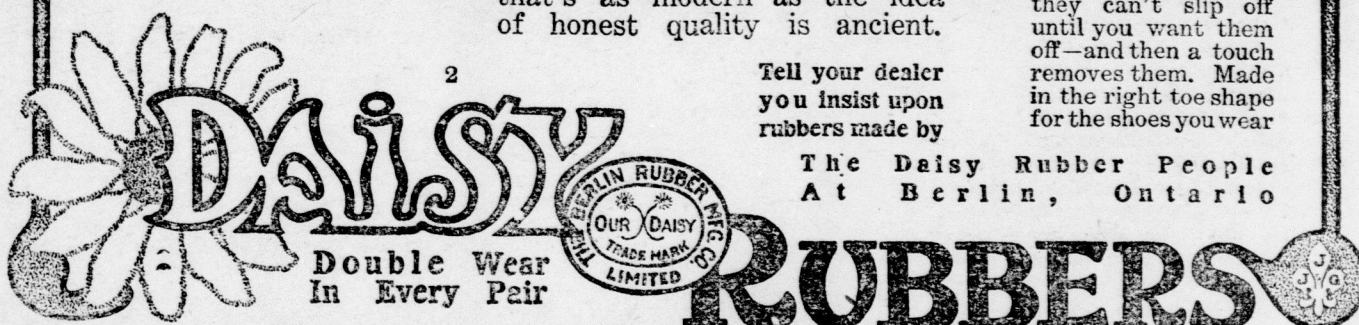 that's as modern as the idea
of honest quality is ancient.
they can't slip off
until you want them
off—and then a touch
removes them. Made
in the right toe shape
for the shoes you wear
2
Tell your dealer
you insist upon
rubbers made by
The Daisy Rubber People
At Berlin, Ontario
DAiSY
THE BERLIN RUBBER MFG. CO.
LIMITED
OUR DAISY
TRADE MARK
Double Wear
In Every Pair
RUBBERS
J J G